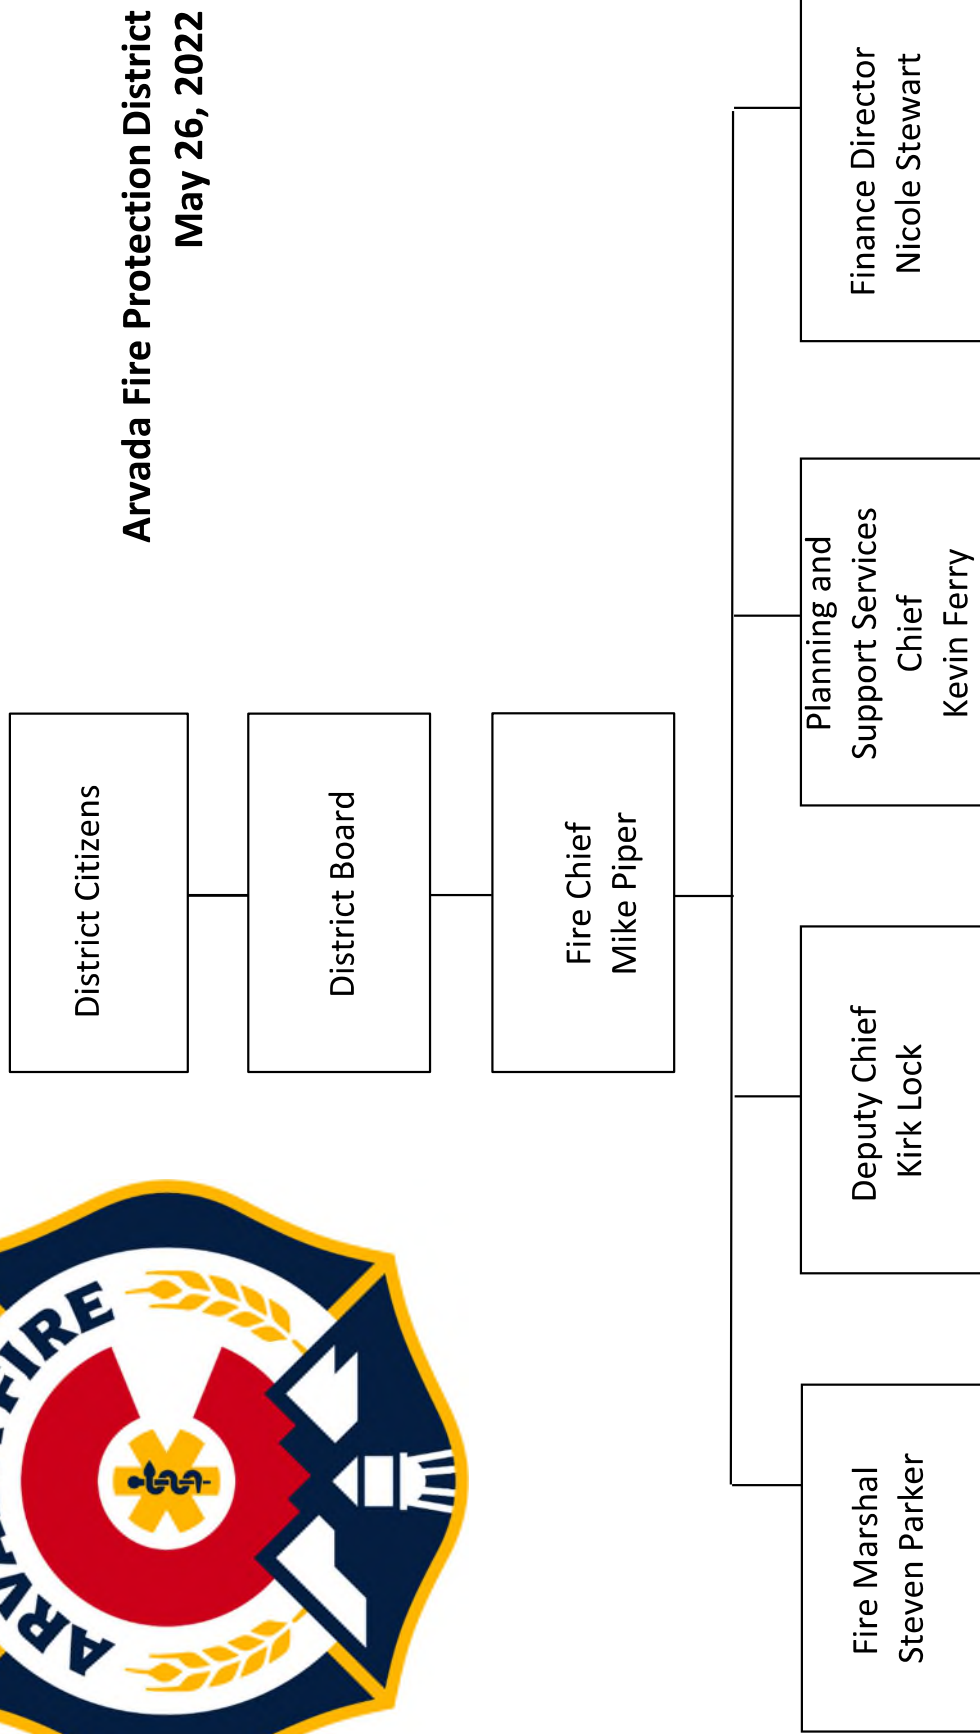 Arvada Fire Protection District
May 26, 2022
District Citizens
District Board
Fire Chief
Mike Piper
Fire Marshal
Steven Parker
Deputy Chief
Kirk Lock
Planning and
Support Services
Chief
Kevin Ferry
Finance Director
Nicole Stewart
FIRE